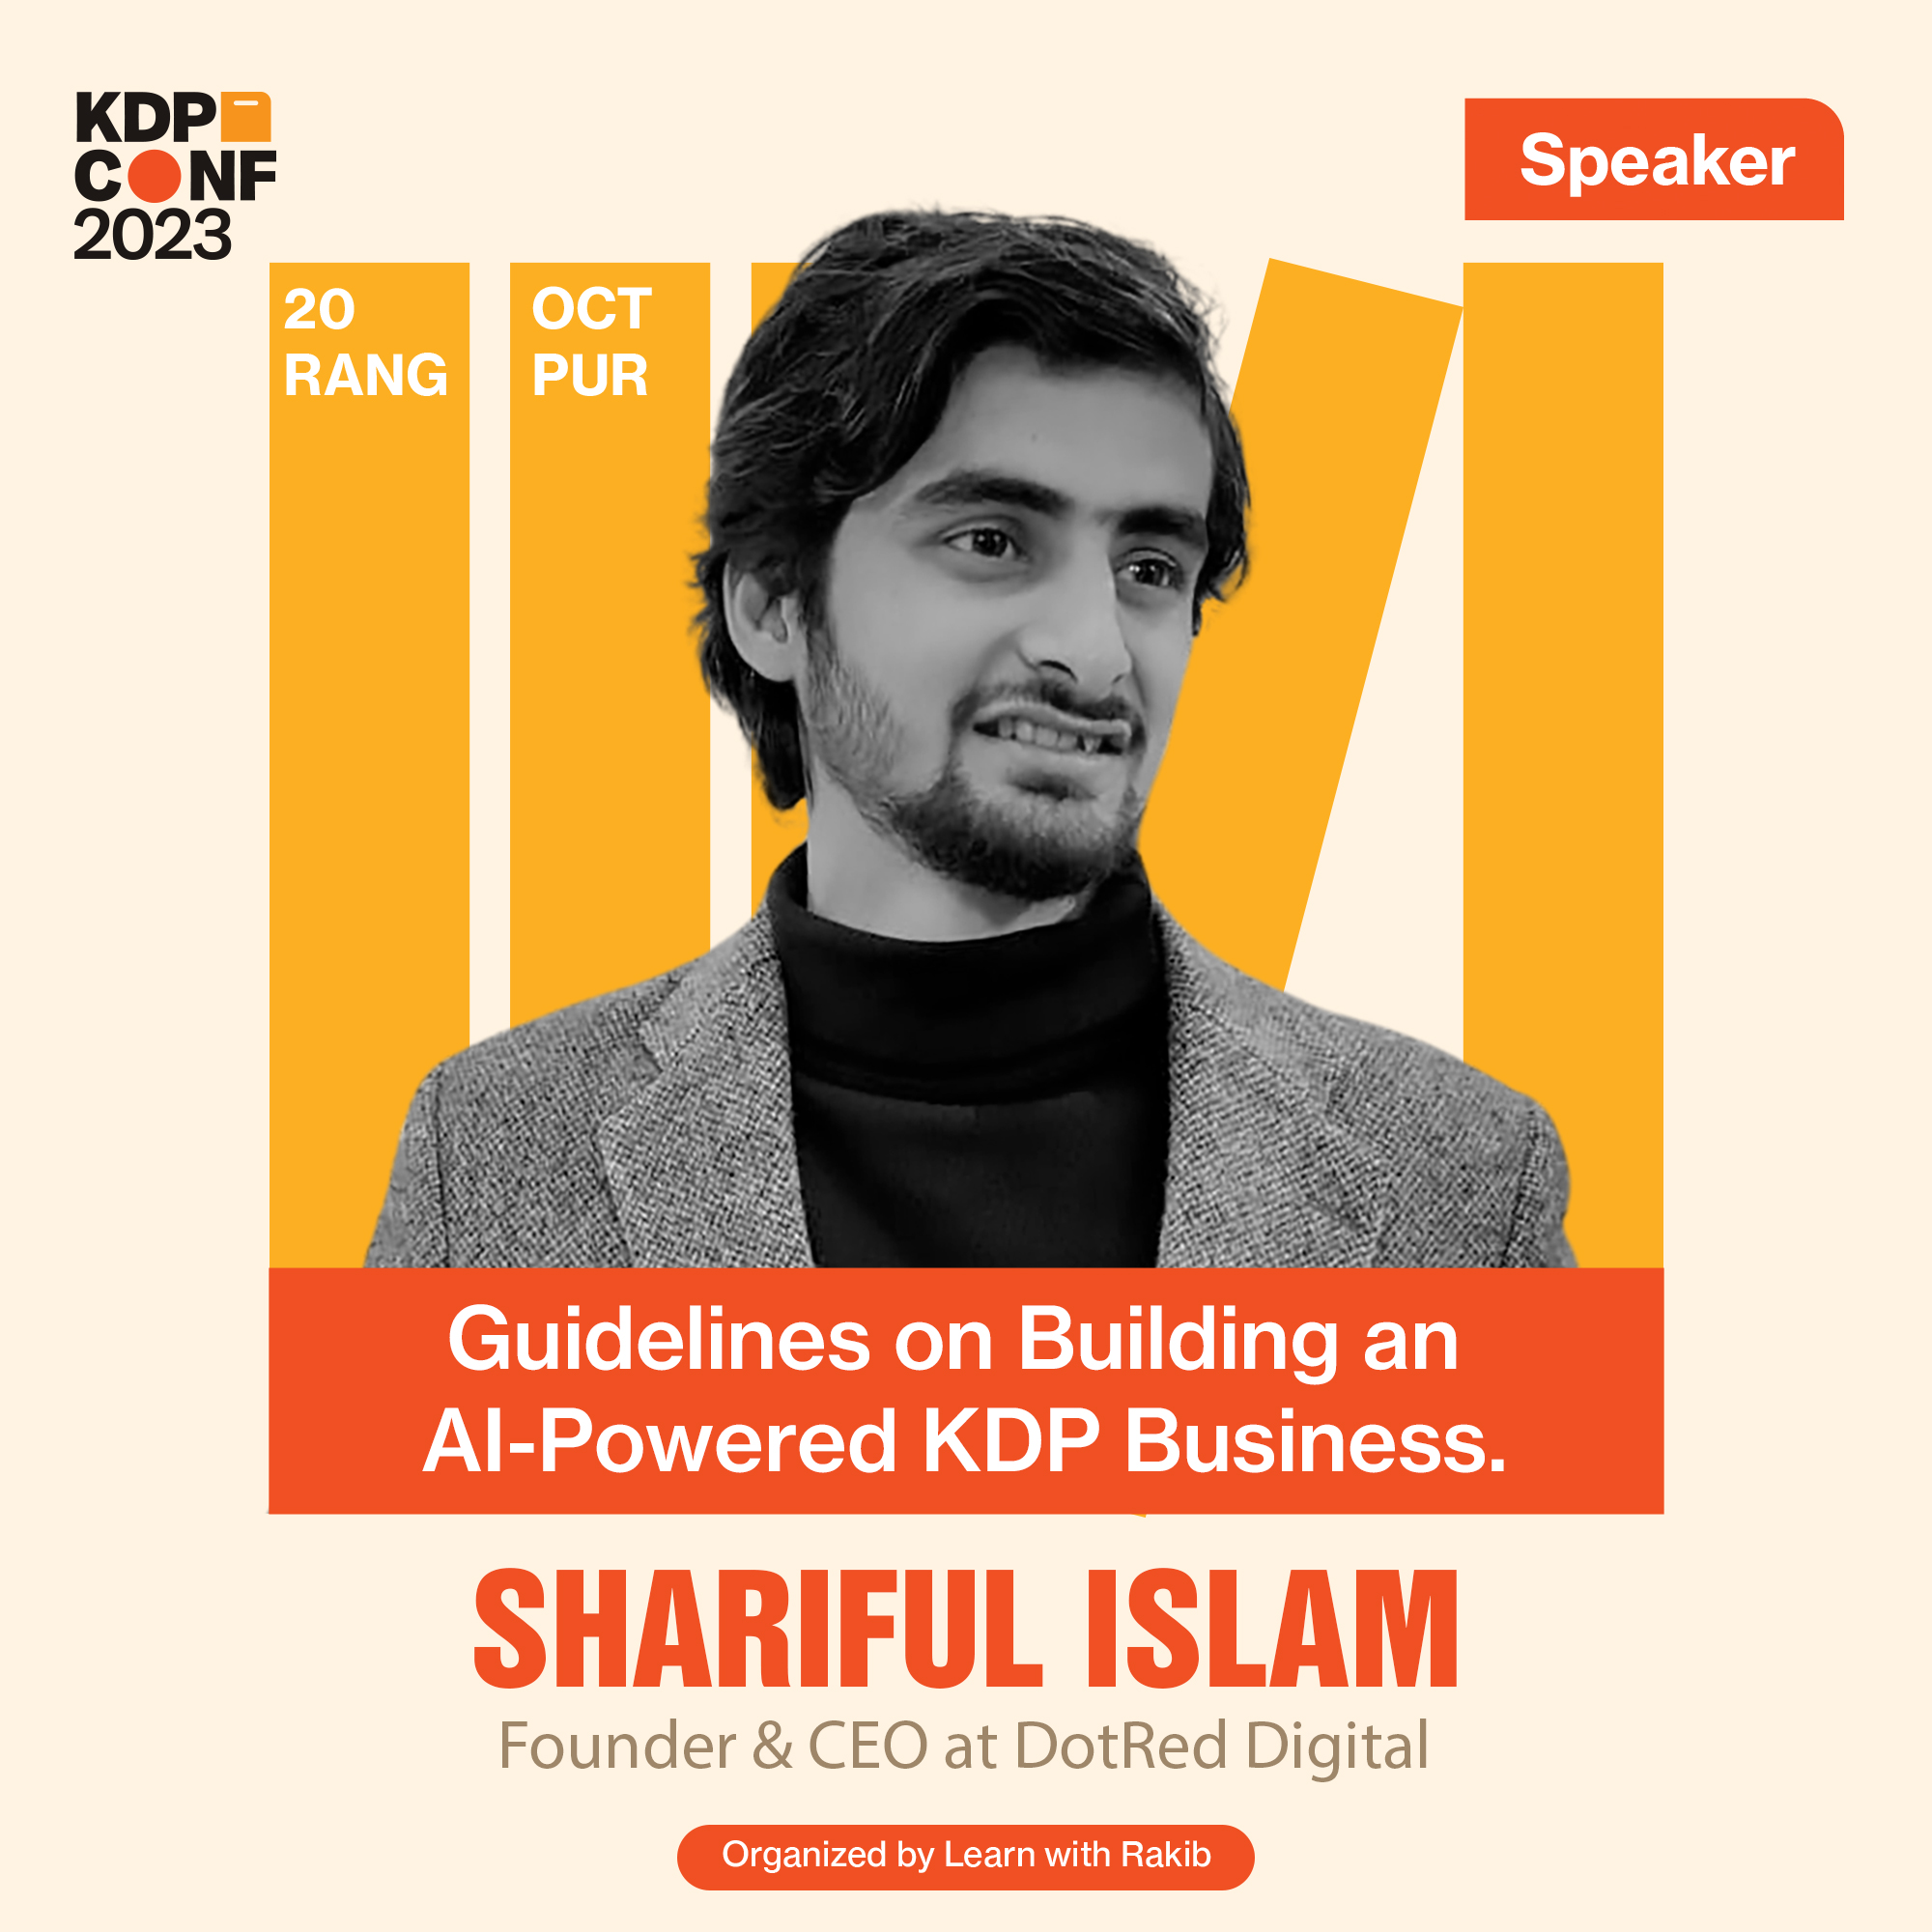 KDP
CONF
2023
Speaker
20 OCT
RANG PUR
Guidelines on Building an
AI-Powered KDP Business.
SHARIFUL ISLAM
Founder & CEO at DotRed Digital
Organized by Learn with Rakib